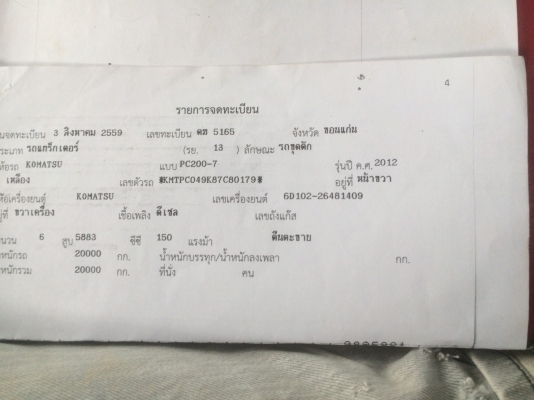 4
รายการจดทะเบียน
นจดทะเบียน 3 สิงหาคม 2559 เลขทะเบียน ตฆ 5165 จังหวัด ขอนแก่น
ระเภท รถแทร็กเตอร์ (รย. 13 ) ลักษณะ รถขุดตัก
ห้อรถ KOMATSU แบบ PC200-7 รุ่นปี ค.ศ. 2012
เหลือง เลขตัวรถ *KMTPC049K87C80179* อยู่ที่ หน้าขวา
ห้อเครื่องยนต์ KOMATSU เลขเครื่องยนต์ 6D102-26481409
ยู่ที่ ขวาเครื่อง เชื้อเพลิง ดีเซล เลขถังแก๊ส
นวน 6 สูบ 5883 ซีซี 150 แรงม้า ตีนตะขาบ
หนักรถ 20000 กก. น้ำหนักบรรทุก/น้ำหนักลงเพลา กก.
หนักรวม 20000 กก. ที่นั่ง คน